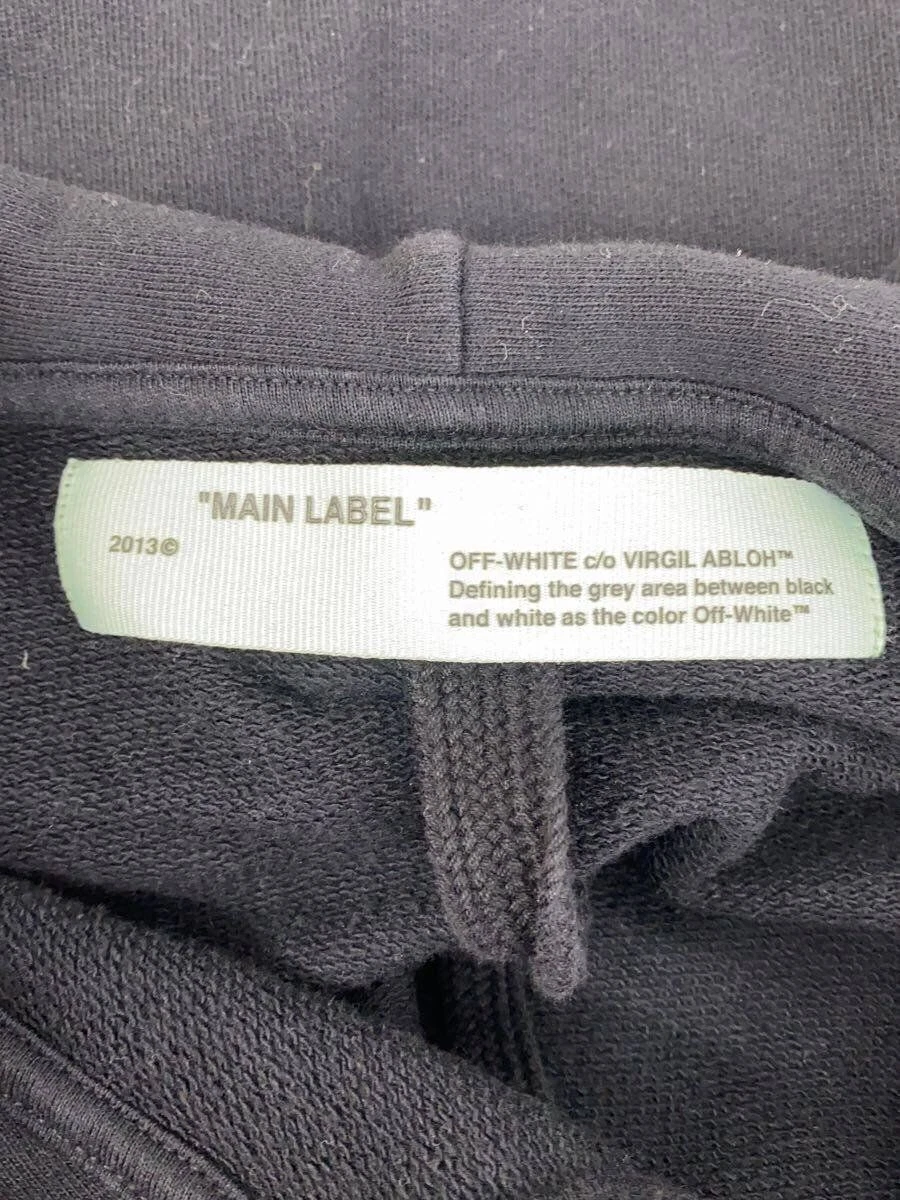 "MAIN LABEL"
2013©
OFF-WHITE c/o VIRGIL ABLOH™
Defining the grey area between black
and white as the color Off-White™